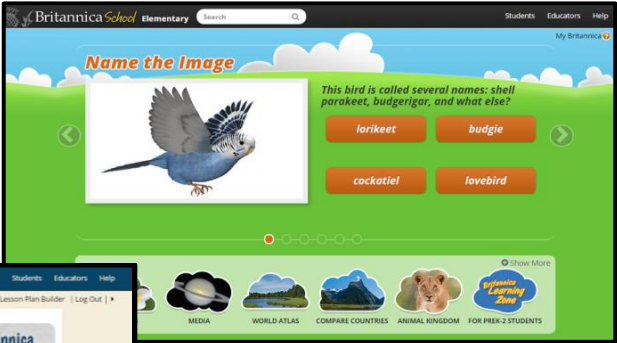 Britannica School Elementary Search Students Educators Help
My Britannica
Name the Image
This bird is called several names: shell
parakeet, budgerigar, and what else?
lorikeet budgie
cockatiel lovebird
Show More
Britannica
Learning
Zone
MEDIA WORLD ATLAS COMPARE COUNTRIES ANIMAL KINGDOM FOR PREK-2 STUDENTS
Students Educators Help
Lesson Plan Builder | Log Out |
nnica